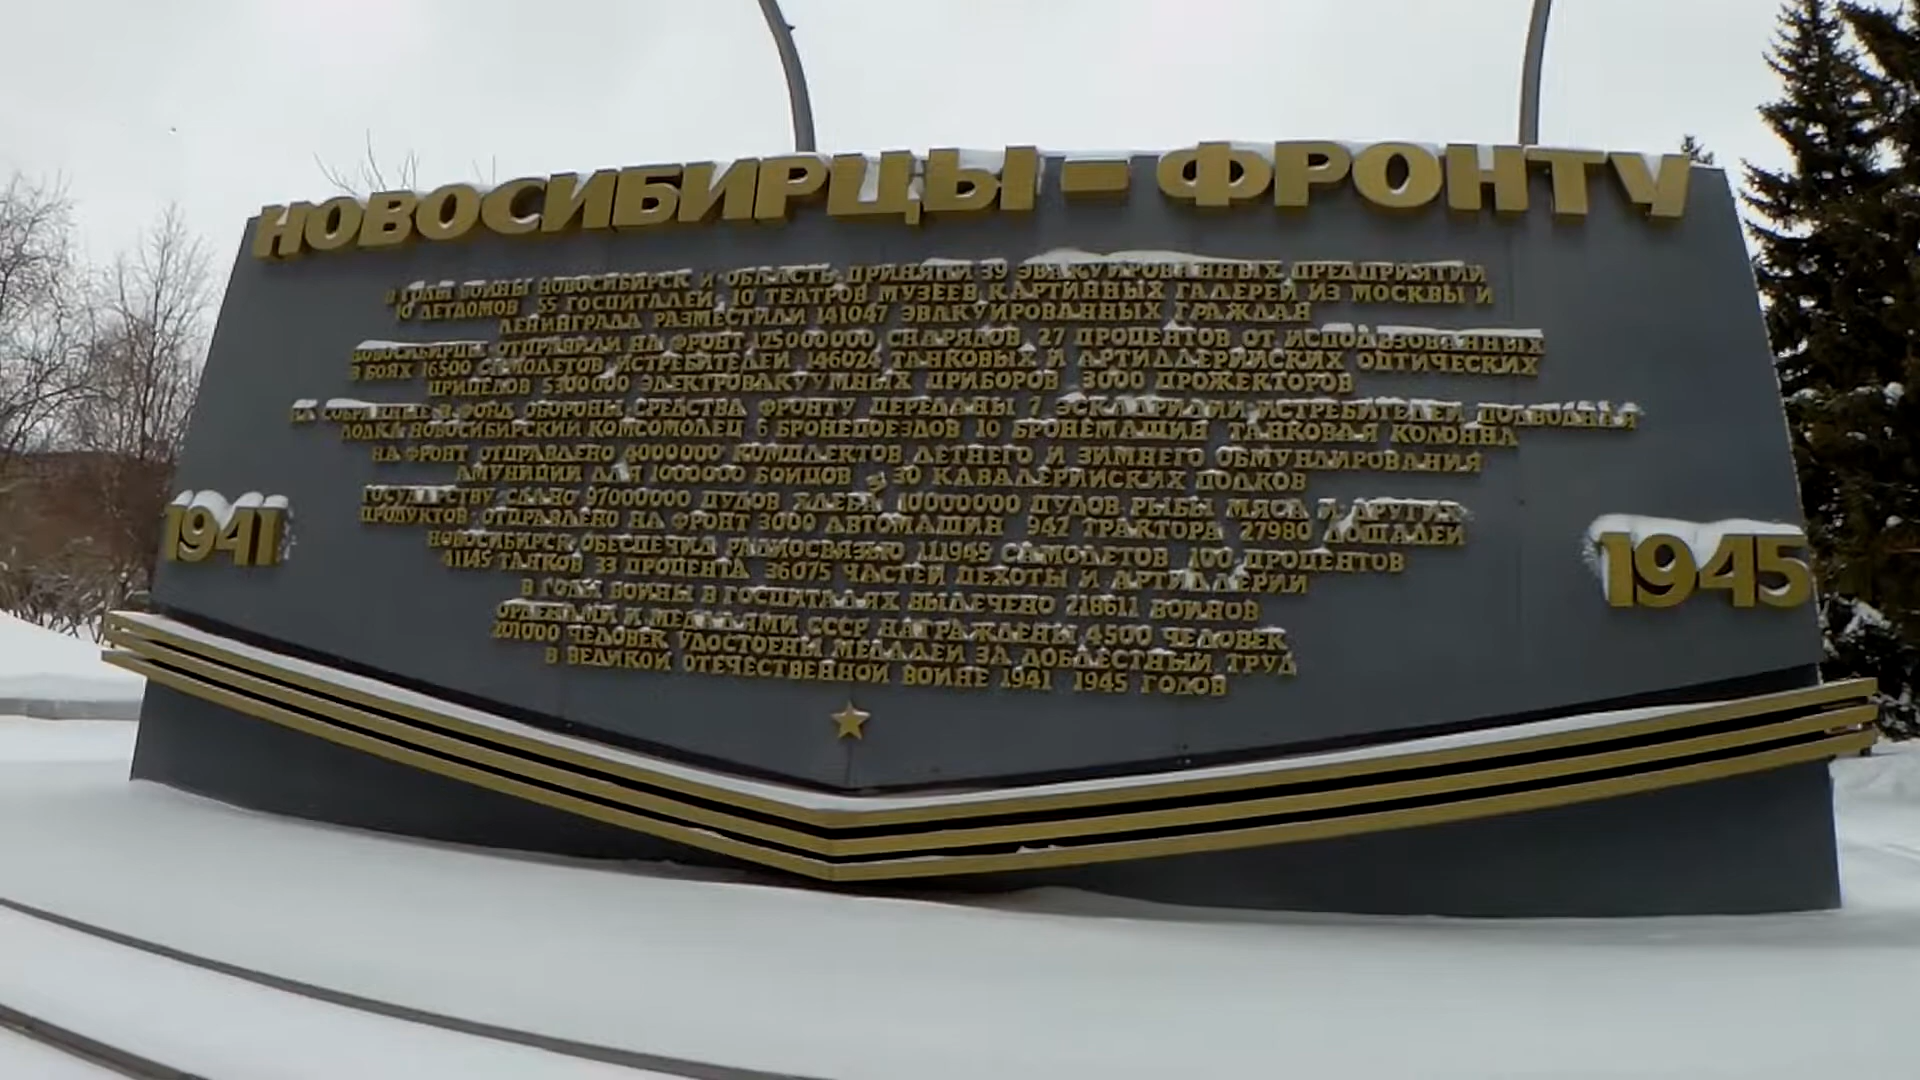 НОВОСИБИРЦЫ – ФРОНТУ
В ГОДЫ ВОЙНЫ НОВОСИБИРСК И ОБЛАСТЬ ПРИНЯЛИ 39 ЭВАКУИРОВАННЫХ ПРЕДПРИЯТИЙ
10 ДЕТДОМОВ 55 ГОСПИТАЛЕЙ, 10 ТЕАТРОВ МУЗЕЕВ КАРТИННЫХ ГАЛЕРЕЙ ИЗ МОСКВЫ И
ЛЕНИНГРАДА РАЗМЕСТИЛИ 141047 ЭВАКУИРОВАННЫХ ГРАЖДАН
НОВОСИБИРЦЫ ОТПРАВИЛИ НА ФРОНТ 125000000 СНАРЯДОВ 27 ПРОЦЕНТОВ ОТ ИСПОЛЬЗОВАННЫХ
В БОЯХ 16500 САМОЛЕТОВ ИСТРЕБИТЕЛЕЙ 146024 ТАНКОВЫХ И АРТИЛЛЕРИЙСКИХ ОПТИЧЕСКИХ
ПРИЦЕЛОВ 5300000 ЭЛЕКТРОВАКУУМНЫХ ПРИБОРОВ 3000 ПРОЖЕКТОРОВ
НА СОБРАННЫЕ В ФОНД ОБОРОНЫ СРЕДСТВА ФРОНТУ ПЕРЕДАНЫ 7 ЭСКАДРИЛИЙ ИСТРЕБИТЕЛЕЙ ПОДВОДНАЯ
ЛОДКА НОВОСИБИРСКИЙ КОМСОМОЛЕЦ 6 БРОНЕПОЕЗДОВ 10 БРОНЕМАШИН ТАНКОВАЯ КОЛОННА
НА ФРОНТ ОТПРАВЛЕНО 4000000 КОМПЛЕКТОВ ЛЕТНЕГО И ЗИМНЕГО ОБМУНДИРОВАНИЯ
АМУНИЦИИ ДЛЯ 1000000 БОЙЦОВ И 30 КАВАЛЕРИЙСКИХ ПОЛКОВ
ГОСУДАРСТВУ СДАНО 97000000 ПУДОВ ХЛЕБА 10000000 ПУДОВ РЫБЫ МЯСА И ДРУГИХ
ПРОДУКТОВ ОТПРАВЛЕНО НА ФРОНТ 3000 АВТОМАШИН 947 ТРАКТОРА 27980 ЛОШАДЕЙ
НОВОСИБИРСК ОБЕСПЕЧИЛ РАДИОСВЯЗЬЮ 111945 САМОЛЕТОВ 100 ПРОЦЕНТОВ
41145 ТАНКОВ 33 ПРОЦЕНТА 36075 ЧАСТЕЙ ПЕХОТЫ И АРТИЛЛЕРИИ
В ГОДЫ ВОЙНЫ В ГОСПИТАЛЯХ ВЫЛЕЧЕНО 218611 ВОИНОВ
ОРДЕНАМИ И МЕДАЛЯМИ СССР НАГРАЖДЕНЫ 4500 ЧЕЛОВЕК
201000 ЧЕЛОВЕК УДОСТОЕНЫ МЕДАЛЕЙ ЗА ДОБЛЕСТНЫЙ ТРУД
В ВЕЛИКОЙ ОТЕЧЕСТВЕННОЙ ВОЙНЕ 1941 1945 ГОДОВ
1941
1945